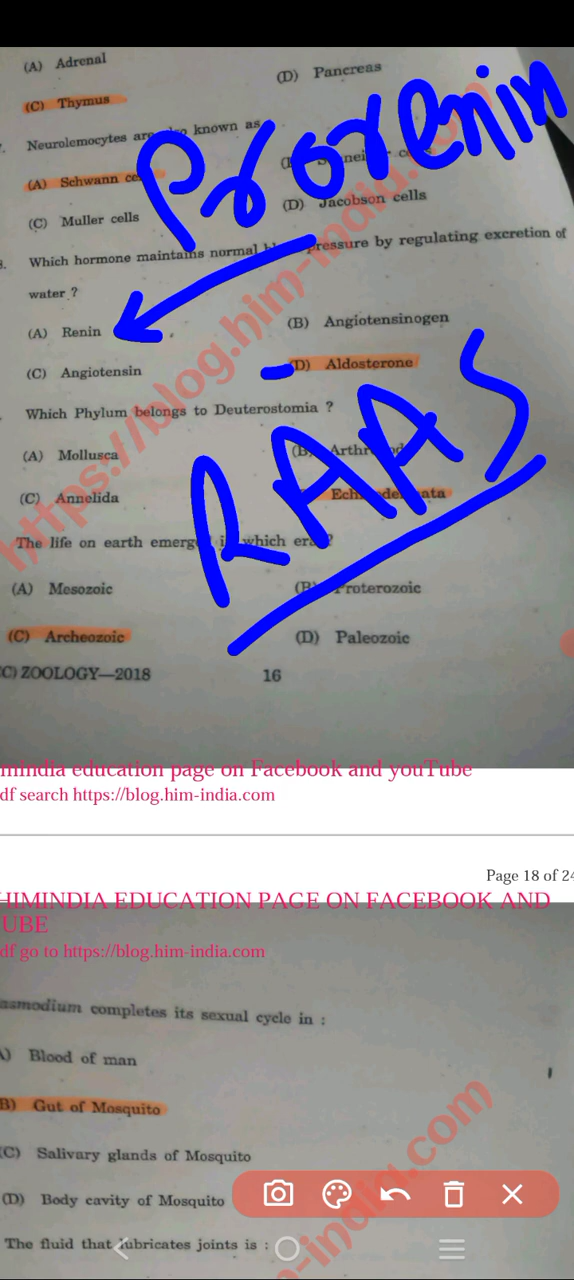 (A) Adrenal
(D) Pancreas
(C) Thymus
Neurolemocytes are also known as
(A) Schwann
(C) Muller cells
(D) Jacobson cells
Prorenin
Which hormone maintains normal pressure by regulating excretion of
water ?
(A) Renin
(B) Angiotensinogen
(C) Angiotensin
D) Aldosterone
Which Phylum belongs to Deuterostomia ?
(A) Mollusca
(C) Annelida
RAAS
The life on earth which
(A) Mesozoic
(B) Proterozoic
(C) Archeozoic
(D) Paleozoic
C) ZOOLOGY—2018
16
https://blog.him-india.com
mindia education page on Facebook and youTube
df search https://blog.him-india.com
Page 18 of 24
HIMINDIA EDUCATION PAGE ON FACEBOOK AND
UBE
df go to https://blog.him-india.com
asmodium completes its sexual cycle in :
) Blood of man
B) Gut of Mosquito
(C) Salivary glands of Mosquito
(D) Body cavity of Mosquito
The fluid that lubricates joints is :
-india.com